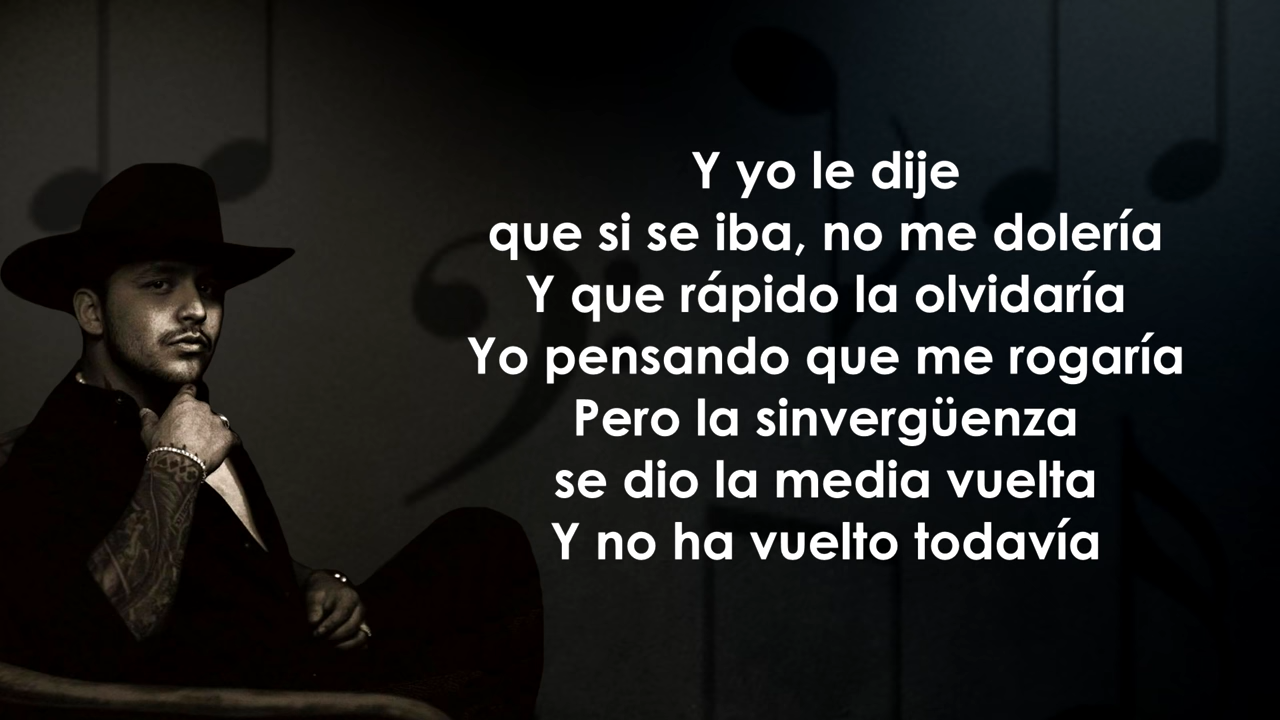 Y yo le dije
que si se iba, no me dolería
Y que rápido la olvidaría
Yo pensando que me rogaría
Pero la sinvergüenza
se dio la media vuelta
Y no ha vuelto todavía